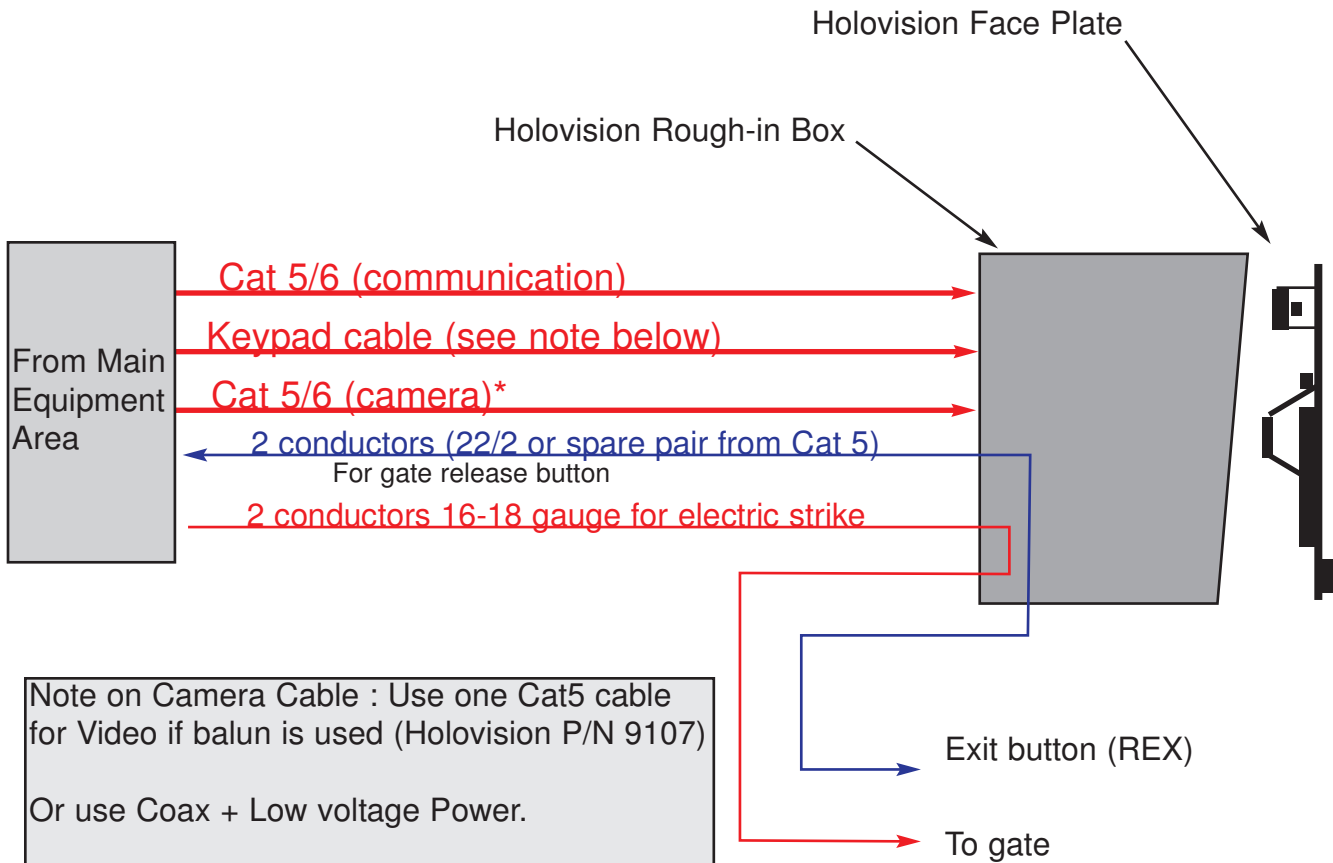 Holovision Face Plate
Holovision Rough-in Box
From Main
Equipment
Area
Cat 5/6 (communication)
Keypad cable (see note below)
Cat 5/6 (camera)*
2 conductors (22/2 or spare pair from Cat 5)
For gate release button
2 conductors 16-18 gauge for electric strike
Note on Camera Cable : Use one Cat5 cable
for Video if balun is used (Holovision P/N 9107)
Or use Coax + Low voltage Power.
Exit button (REX)
To gate